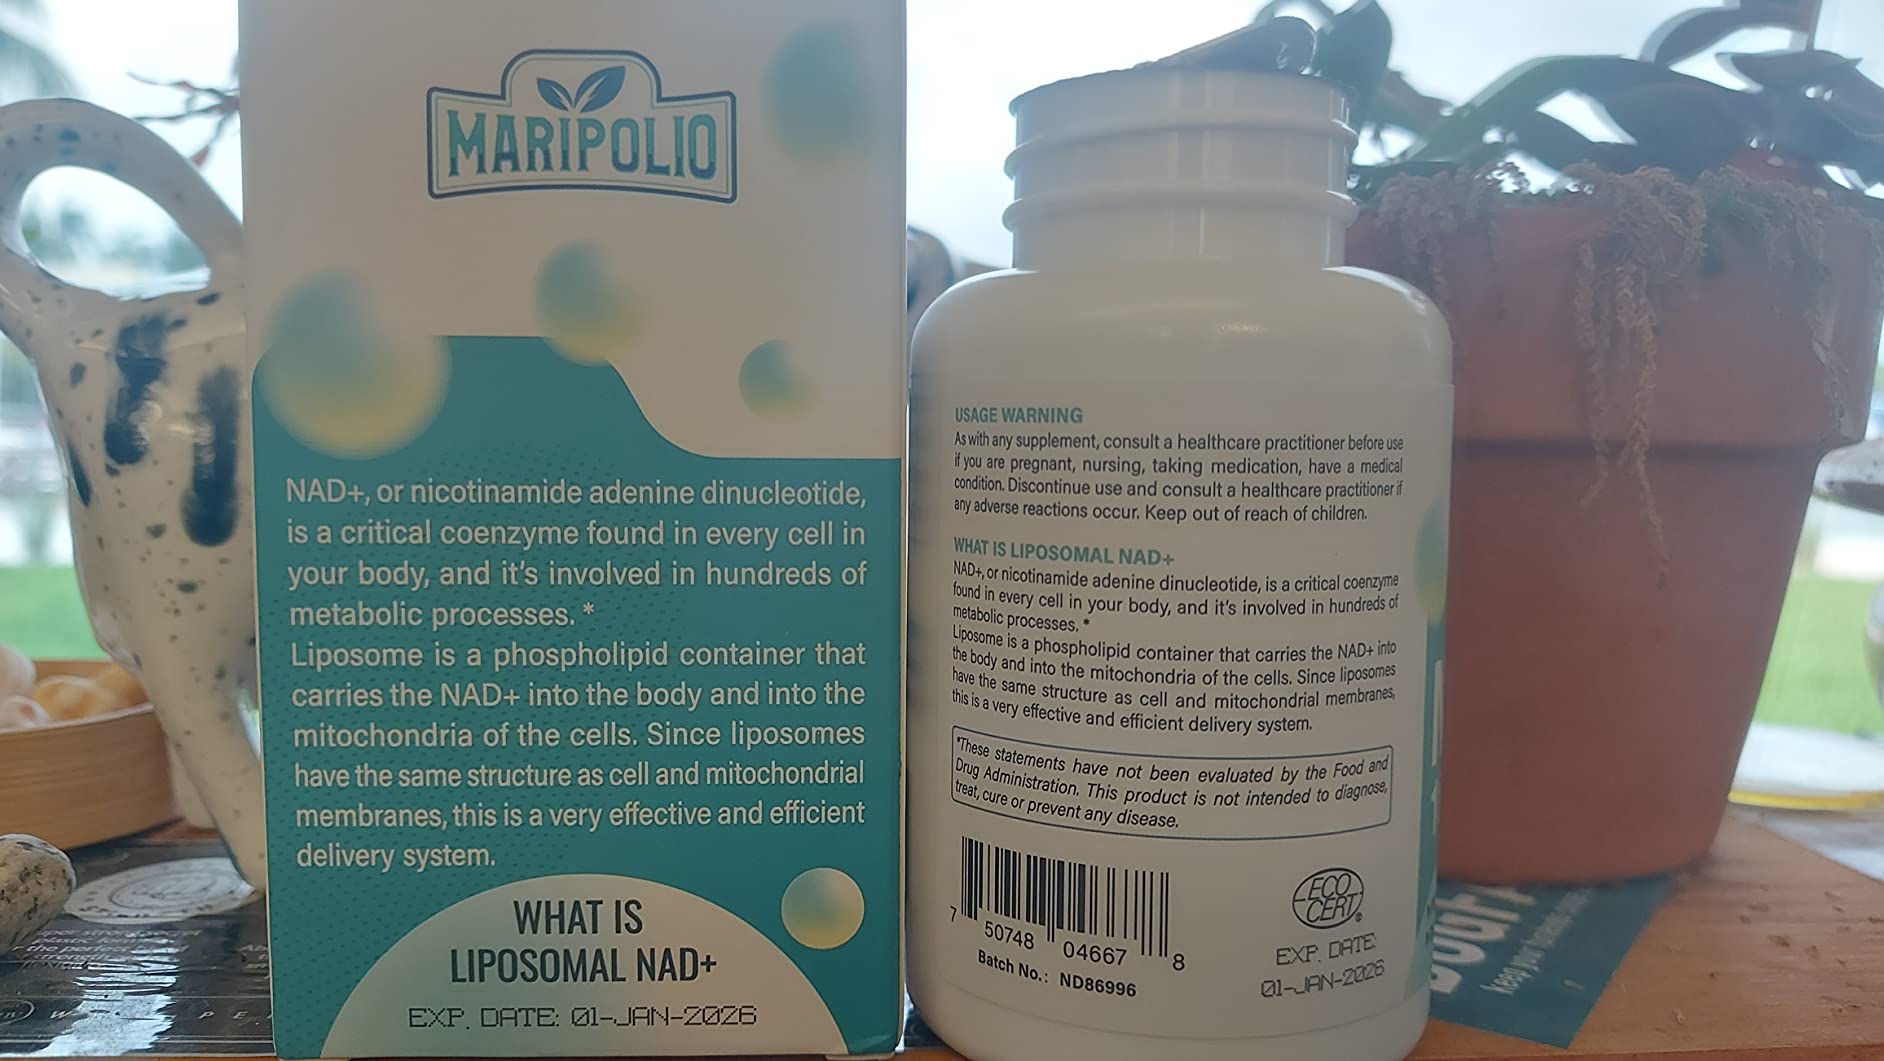 MARIPOLIO
NAD+, or nicotinamide adenine dinucleotide,
is a critical coenzyme found in every cell in
your body, and it's involved in hundreds of
metabolic processes. *
Liposome is a phospholipid container that
carries the NAD+ into the body and into the
mitochondria of the cells. Since liposomes
have the same structure as cell and mitochondrial
membranes, this is a very effective and efficient
delivery system.
WHAT IS
LIPOSOMAL NAD+
EXP. DATE: 01-JAN-2026
USAGE WARNING
As with any supplement, consult a healthcare practitioner before use
if you are pregnant, nursing, taking medication, have a medical
condition. Discontinue use and consult a healthcare practitioner if
any adverse reactions occur. Keep out of reach of children.
WHAT IS LIPOSOMAL NAD+
NAD+, or nicotinamide adenine dinucleotide, is a critical coenzyme
found in every cell in your body, and it's involved in hundreds of
metabolic processes. *
Liposome is a phospholipid container that carries the NAD+ into
the body and into the mitochondria of the cells. Since liposomes
have the same structure as cell and mitochondrial membranes,
this is a very effective and efficient delivery system.
*These statements have not been evaluated by the Food and
Drug Administration. This product is not intended to diagnose,
treat, cure or prevent any disease.
7 50748 04667 8
Batch No.: ND86996
ECO
CERT®
EXP. DATE:
01-JAN-2026
keep your